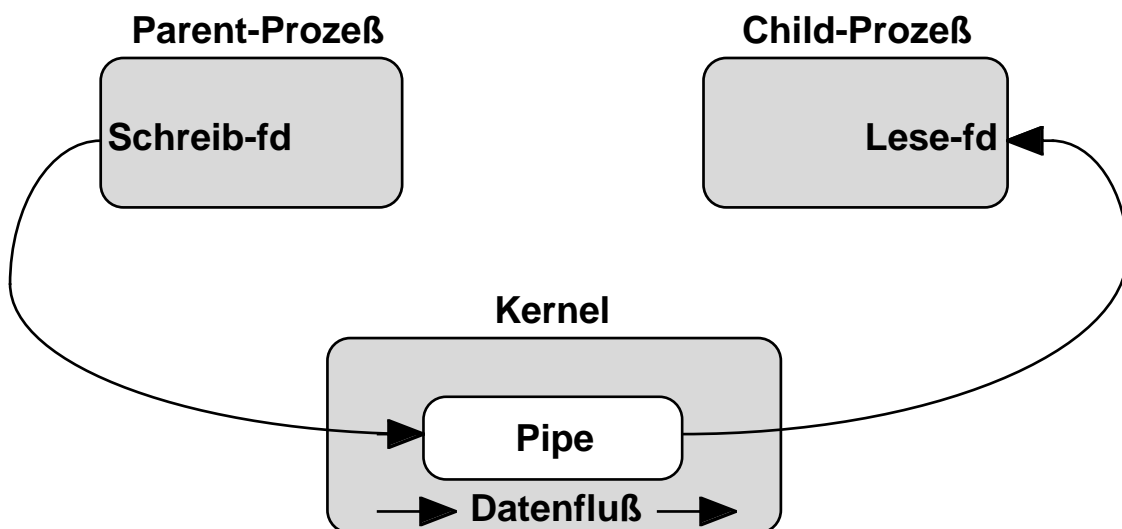 Parent-Prozeß
Child-Prozeß
Schreib-fd
Lese-fd
Kernel
Pipe
Datenfluß